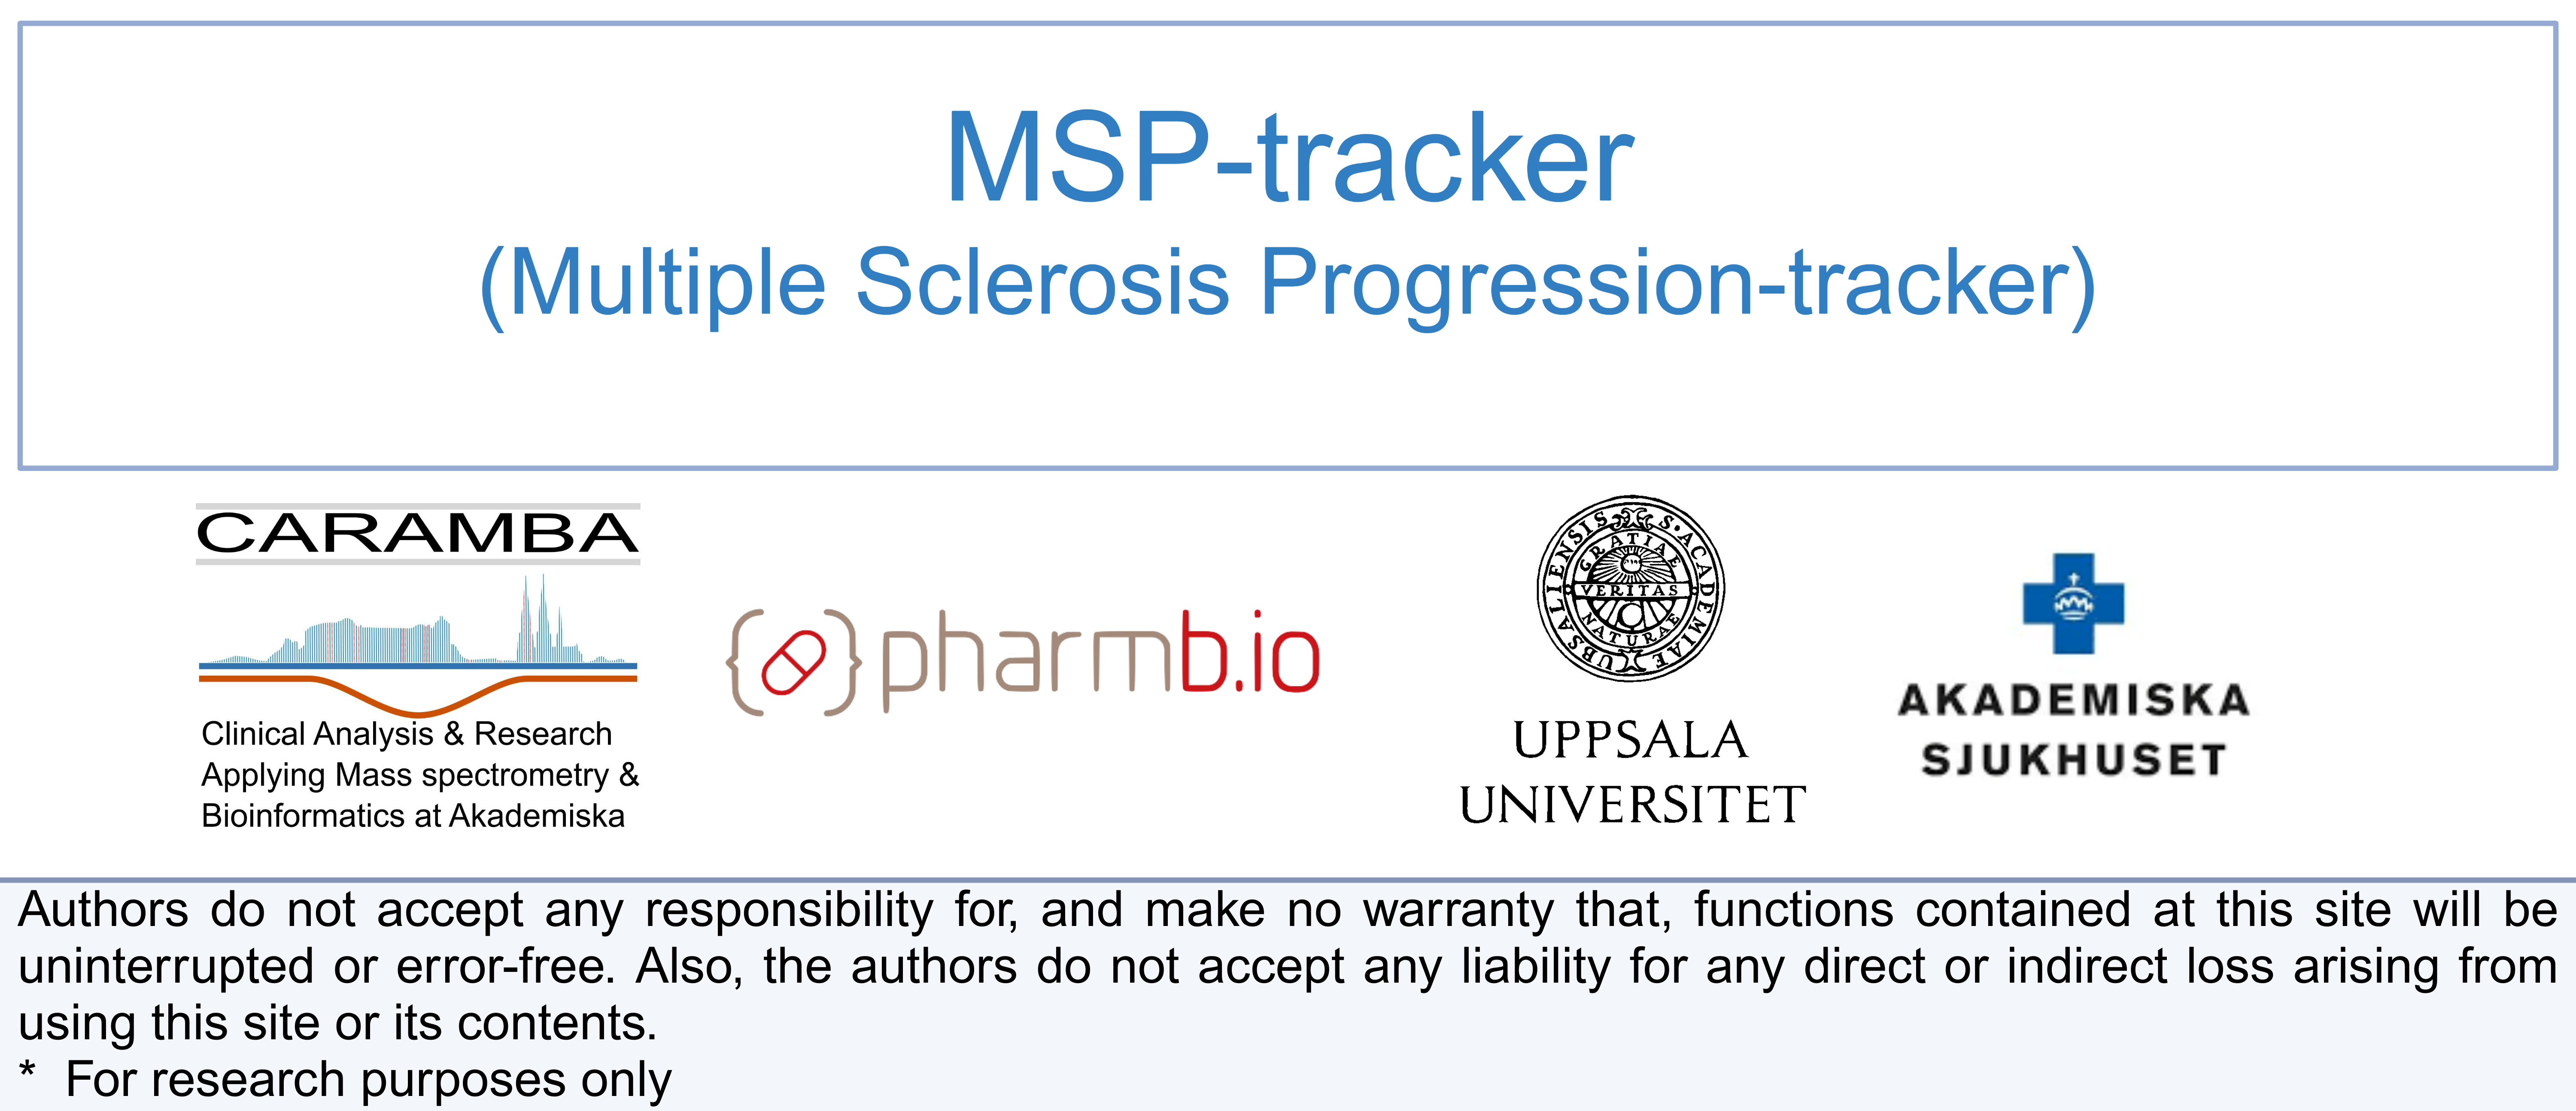 MSP-tracker
(Multiple Sclerosis Progression-tracker)
CARAMBA
Clinical Analysis & Research
Applying Mass spectrometry &
Bioinformatics at Akademiska
{}pharmb.io
UBSALIENSIS S·ACADEMIAE
GRATIAE
VERITAS
NATURAE
UPPSALA
UNIVERSITET
AKADEMISKA
SJUKHUSET
Authors do not accept any responsibility for, and make no warranty that, functions contained at this site will be
uninterrupted or error-free. Also, the authors do not accept any liability for any direct or indirect loss arising from
using this site or its contents.
* For research purposes only